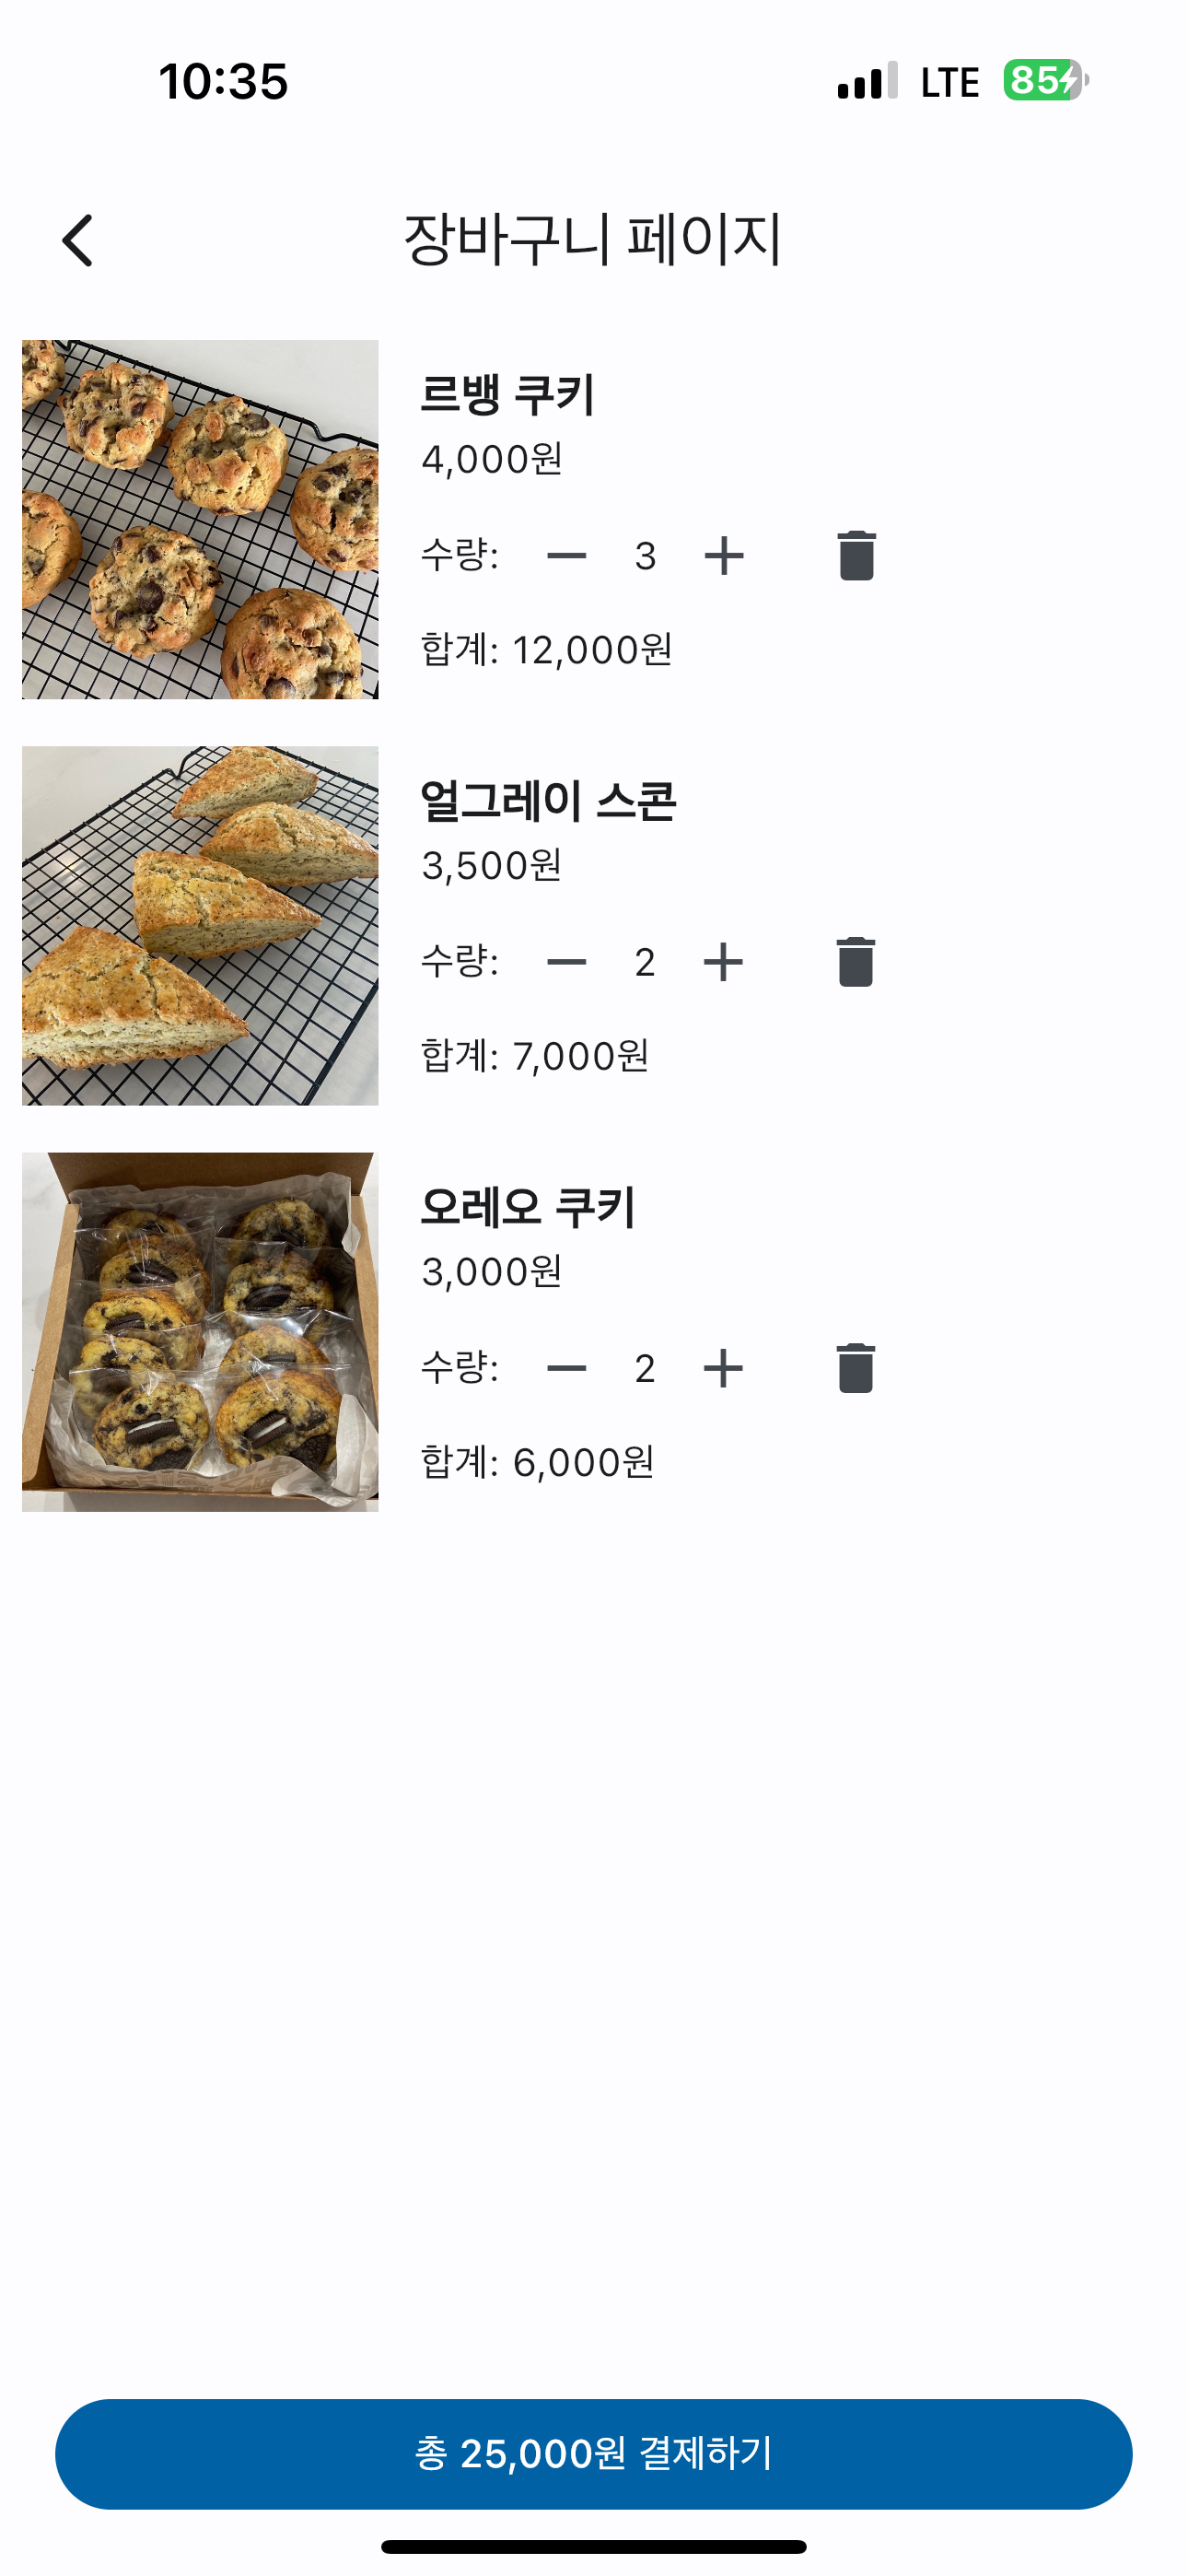 10:35
LTE 85
장바구니 페이지
르뱅 쿠키
4,000원
수량: 3
합계: 12,000원
얼그레이 스콘
3,500원
수량: 2
합계: 7,000원
오레오 쿠키
3,000원
수량: 2
합계: 6,000원
총 25,000원 결제하기